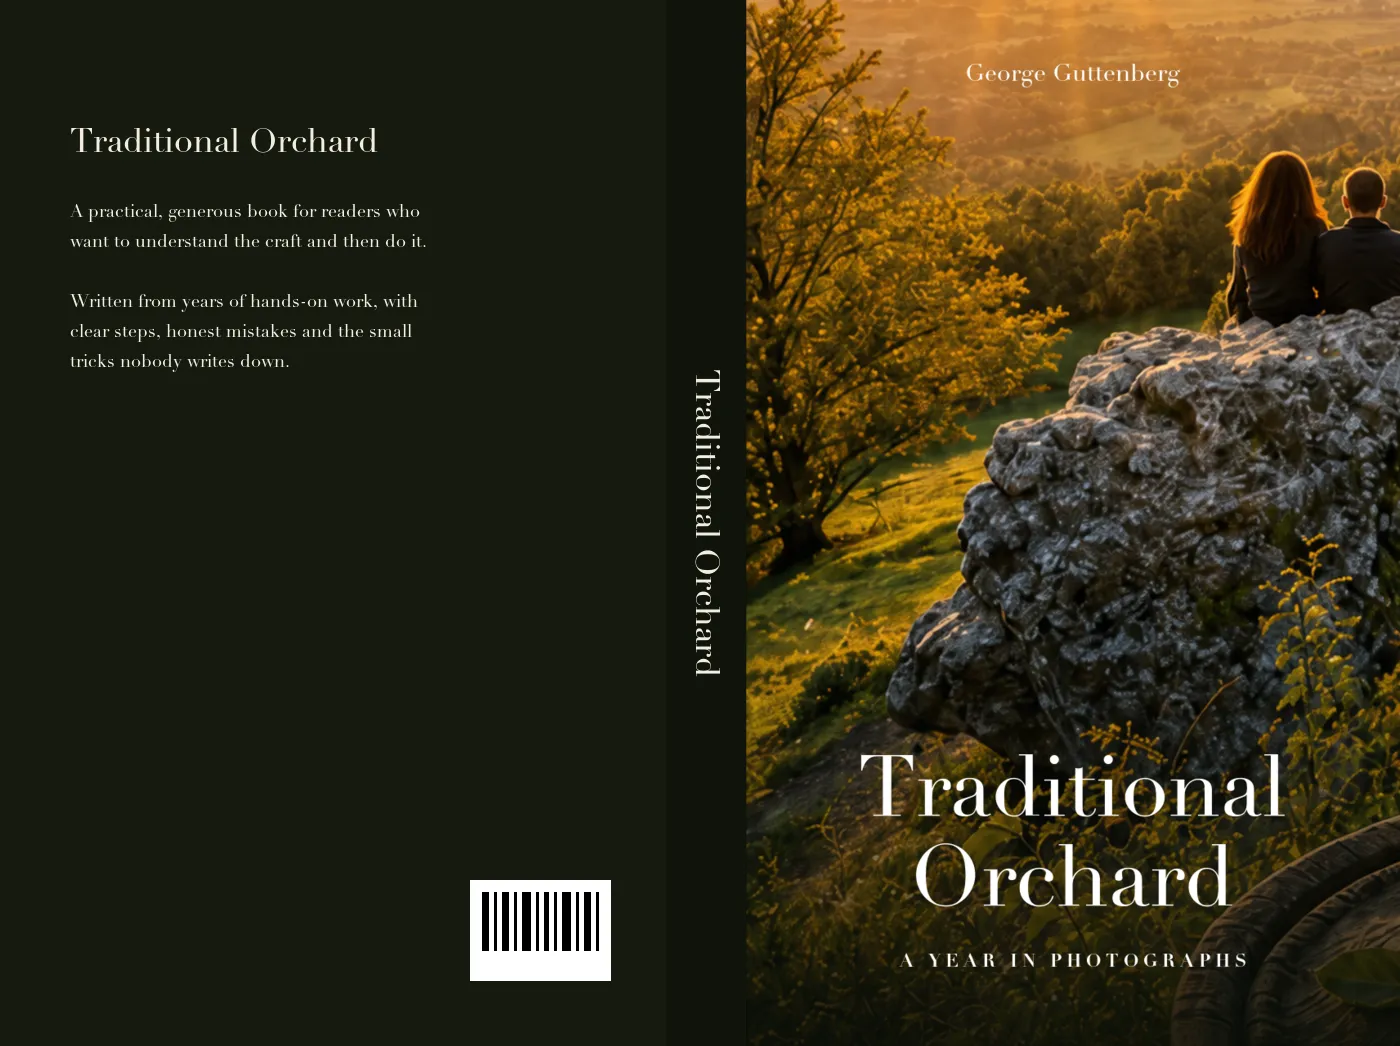 Traditional Orchard
A practical, generous book for readers who
want to understand the craft and then do it.
Written from years of hands-on work, with
clear steps, honest mistakes and the small
tricks nobody writes down.
Traditional Orchard
George Guttenberg
Traditional
Orchard
A YEAR IN PHOTOGRAPHS